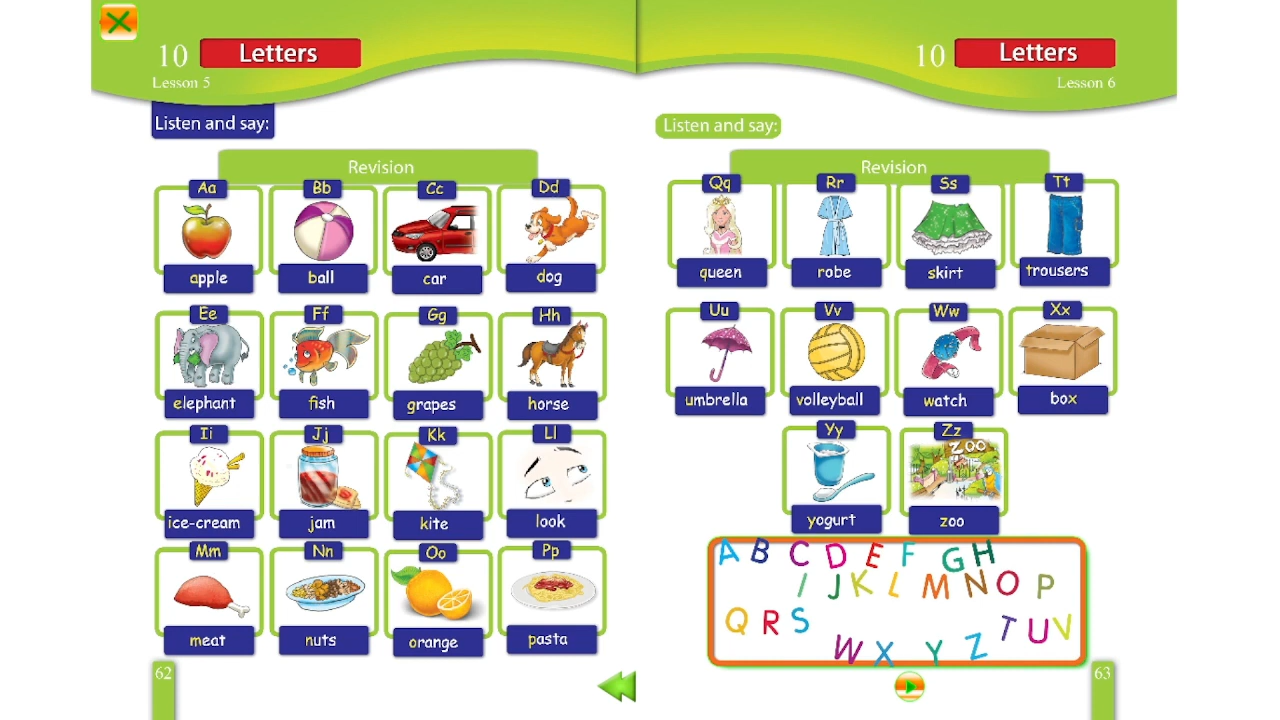 10 Letters
Lesson 5
Listen and say:
Revision
Aa Bb Cc Dd
apple ball car dog
Ee Ff Gg Hh
elephant fish grapes horse
Ii Jj Kk Ll
ice-cream jam kite look
Mm Nn Oo Pp
meat nuts orange pasta
62
10 Letters
Lesson 6
Listen and say:
Revision
Qq Rr Ss Tt
queen robe skirt trousers
Uu Vv Ww Xx
umbrella volleyball watch box
Yy Zz
ZOO
yogurt zoo
A B C D E F G H
I J K L M N O P
Q R S T U V
W X Y Z
63